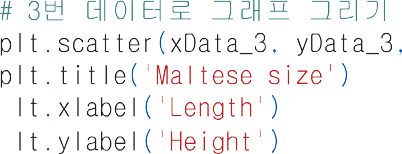 # 3번 데이터로 그래프 그리기
plt.scatter(xData_3, yData_3,
plt.title('Maltese size')
lt.xlabel('Length')
lt.ylabel('Height')